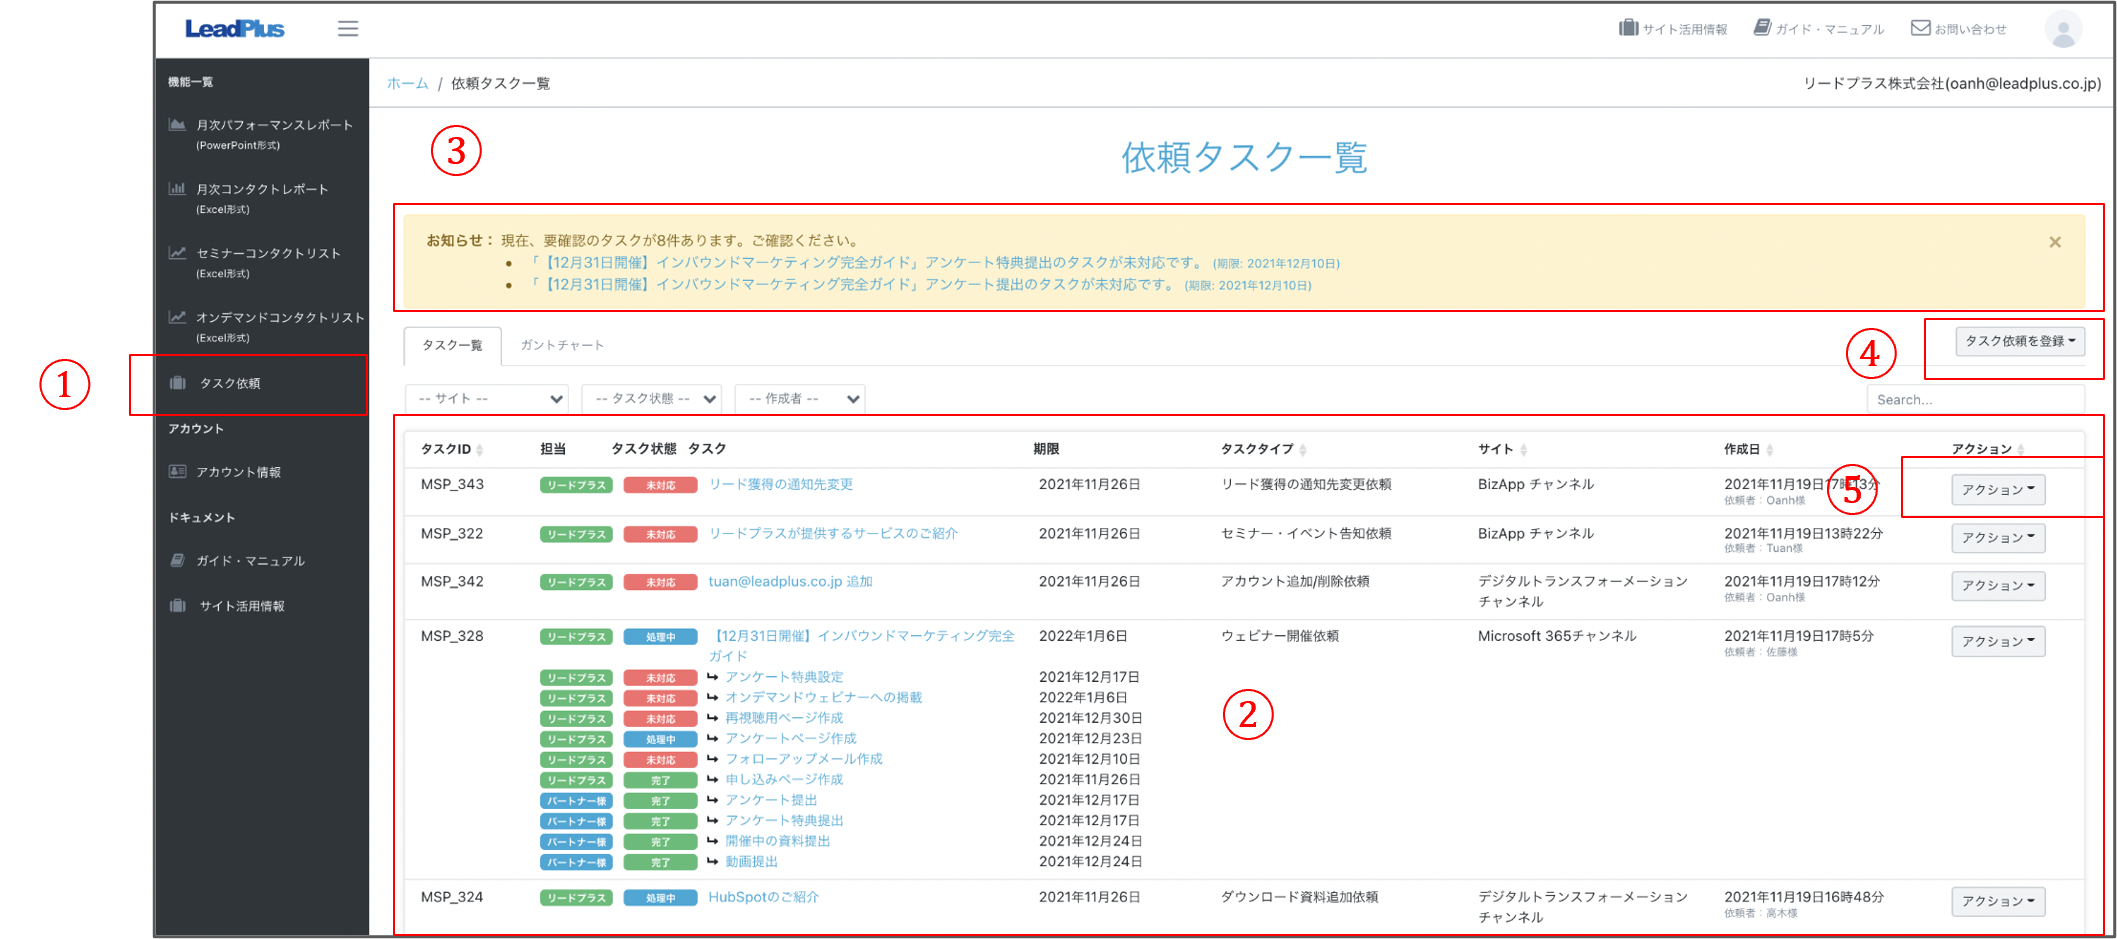 LeadPlus
サイト活用情報
ガイド・マニュアル
お問い合わせ
機能一覧
月次パフォーマンスレポート
(PowerPoint形式)
月次コンタクトレポート
(Excel形式)
セミナーコンタクトリスト
(Excel形式)
オンデマンドコンタクトリスト
(Excel形式)
①
タスク依頼
アカウント
アカウント情報
ドキュメント
ガイド・マニュアル
サイト活用情報
ホーム / 依頼タスク一覧
リードプラス株式会社(oanh@leadplus.co.jp)
③
依頼タスク一覧
お知らせ： 現在、要確認のタスクが8件あります。ご確認ください。
×
• 「【12月31日開催】インバウンドマーケティング完全ガイド」アンケート特典提出のタスクが未対応です。 (期限: 2021年12月10日)
• 「【12月31日開催】インバウンドマーケティング完全ガイド」アンケート提出のタスクが未対応です。 (期限: 2021年12月10日)
タスク一覧
ガントチャート
④
タスク依頼を登録
-- サイト --
-- タスク状態 --
-- 作成者 --
Search...
タスクID 担当 タスク状態 タスク 期限 タスクタイプ サイト 作成日 アクション
MSP_343 リードプラス 未対応 リード獲得の通知先変更 2021年11月26日 リード獲得の通知先変更依頼 BizApp チャンネル 2021年11月19日17時13分 アクション
依頼者：Oanh様
⑤
MSP_322 リードプラス 未対応 リードプラスが提供するサービスのご紹介 2021年11月26日 セミナー・イベント告知依頼 BizApp チャンネル 2021年11月19日13時22分 アクション
依頼者：Tuan様
MSP_342 リードプラス 未対応 tuan@leadplus.co.jp 追加 2021年11月26日 アカウント追加/削除依頼 デジタルトランスフォーメーション 2021年11月19日17時12分 アクション
チャンネル 依頼者：Oanh様
MSP_328 リードプラス 処理中 【12月31日開催】インバウンドマーケティング完全 2022年1月6日 ウェビナー開催依頼 Microsoft 365チャンネル 2021年11月19日17時5分 アクション
ガイド 依頼者：佐藤様
リードプラス 未対応 アンケート特典設定 2021年12月17日
リードプラス 未対応 オンデマンドウェビナーへの掲載 2022年1月6日
リードプラス 未対応 再視聴用ページ作成 2021年12月30日
リードプラス 処理中 アンケートページ作成 2021年12月23日
リードプラス 未対応 フォローアップメール作成 2021年12月10日
リードプラス 完了 申し込みページ作成 2021年11月26日
パートナー様 完了 アンケート提出 2021年12月17日
パートナー様 完了 アンケート特典提出 2021年12月17日
パートナー様 完了 開催中の資料提出 2021年12月24日
パートナー様 完了 動画提出 2021年12月24日
②
MSP_324 リードプラス 処理中 HubSpotのご紹介 2021年11月26日 ダウンロード資料追加依頼 デジタルトランスフォーメーション 2021年11月19日16時48分 アクション
チャンネル 依頼者：高木様